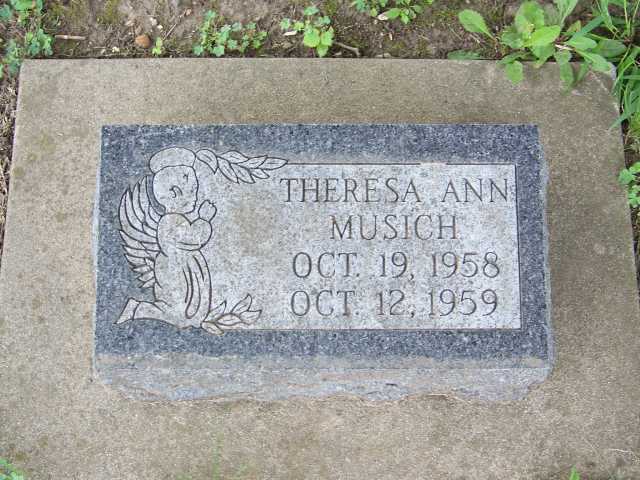 THERESA ANN
MUSICH
OCT. 19, 1958
OCT. 12, 1959